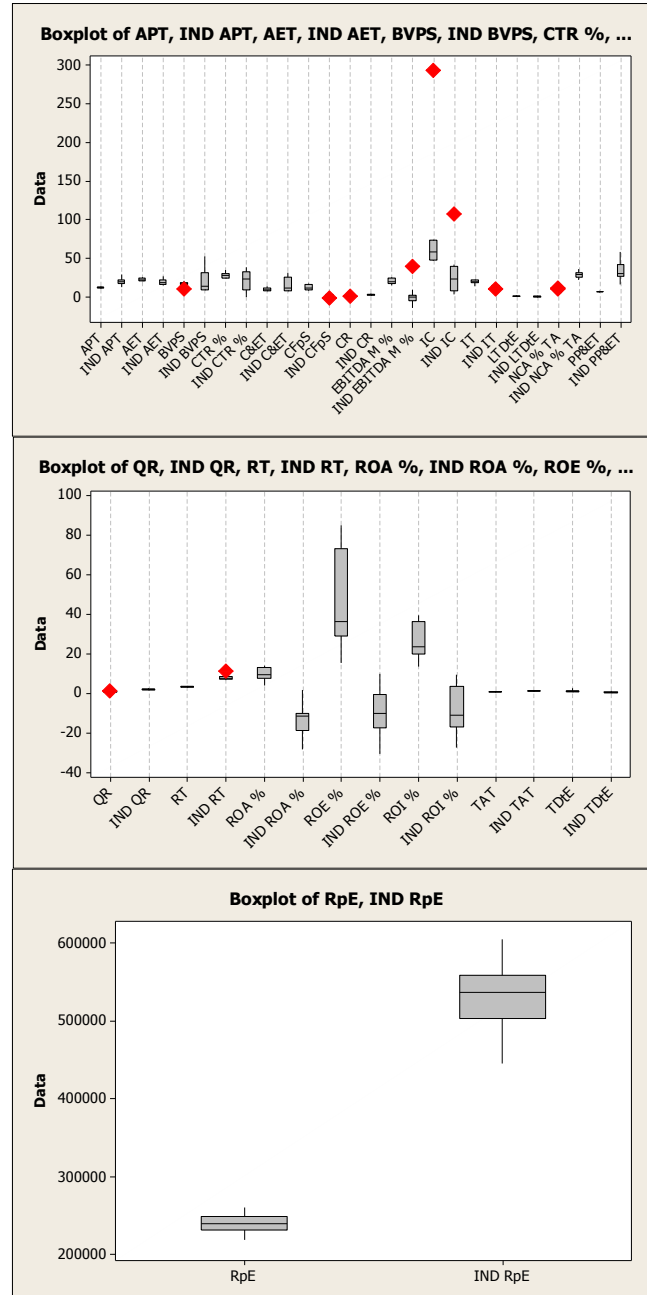 Boxplot of APT, IND APT, AET, IND AET, BVPS, IND BVPS, CTR %, ...
300
250
200
150
100
50
0
Data
APT
IND APT
AET
IND AET
BVPS
IND BVPS
CTR %
IND CTR %
C&ET
IND C&ET
CFpS
IND CFpS
CR
IND CR
EBITDA M %
IND EBITDA M %
IC
IND IC
IT
IND IT
LTDtE
IND LTDtE
NCA % TA
IND NCA % TA
PP&ET
IND PP&ET
Boxplot of QR, IND QR, RT, IND RT, ROA %, IND ROA %, ROE %, ...
100
80
60
40
20
0
-20
-40
Data
QR
IND QR
RT
IND RT
ROA %
IND ROA %
ROE %
IND ROE %
ROI %
IND ROI %
TAT
IND TAT
TDtE
IND TDtE
Boxplot of RpE, IND RpE
600000
500000
400000
300000
200000
Data
RpE
IND RpE